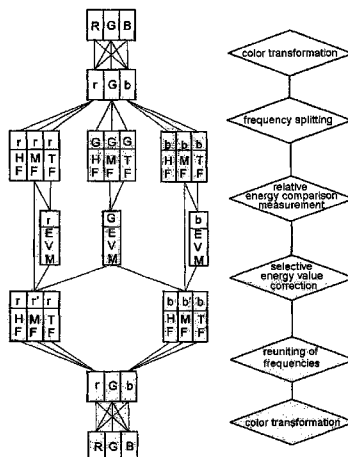 R G B
r G b
color transformation
frequency splitting
r r r G G G b b b
H M T H M T H M T
F F F F F F F F F
relative
energy comparison
measurement
r G b
E E E
V V V
M M M
selective
energy value
correction
r r' r b b' b
H M T H M T
F F F F F F
reuniting of
frequencies
r G b
color transformation
R G B